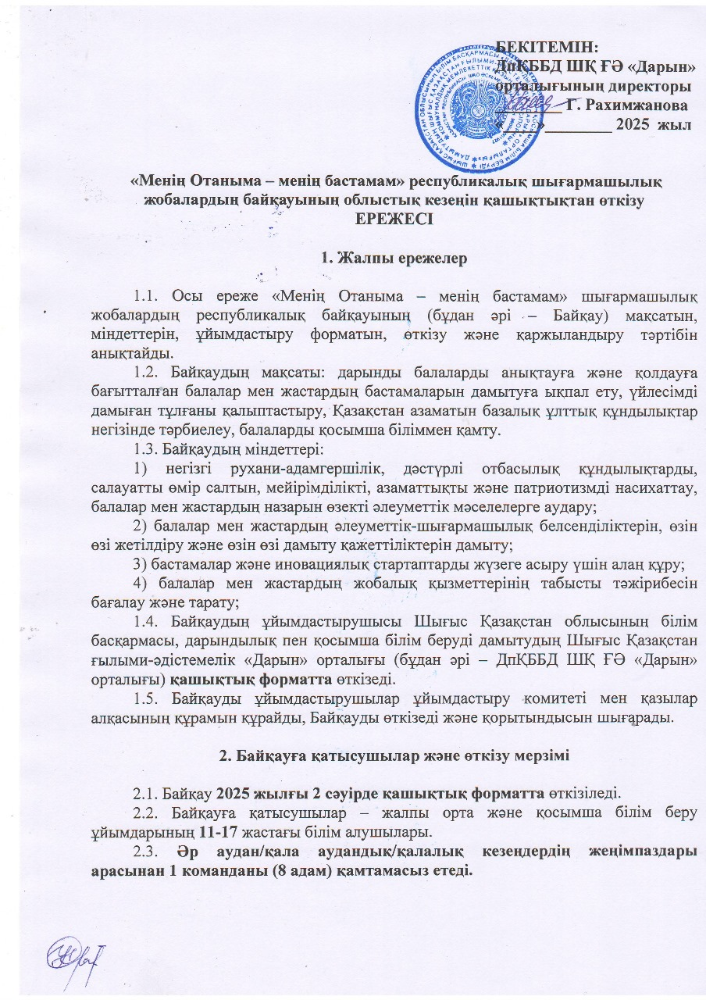 БЕКІТЕМІН:
ДпҚББД ШҚ ҒӘ «Дарын»
орталығының директоры
________ Г. Рахимжанова
«____»________ 2025 жыл
«Менің Отаныма – менің бастамам» республикалық шығармашылық
жобалардың байқауының облыстық кезеңін қашықтықтан өткізу
ЕРЕЖЕСІ
1. Жалпы ережелер
1.1. Осы ереже «Менің Отаныма – менің бастамам» шығармашылық
жобалардың республикалық байқауының (бұдан әрі – Байқау) мақсатын,
міндеттерін, ұйымдастыру форматын, өткізу және қаржыландыру тәртібін
анықтайды.
1.2. Байқаудың мақсаты: дарынды балаларды анықтауға және қолдауға
бағытталған балалар мен жастардың бастамаларын дамытуға ықпал ету, үйлесімді
дамыған тұлғаны қалыптастыру, Қазақстан азаматын базалық ұлттық құндылықтар
негізінде тәрбиелеу, балаларды қосымша біліммен қамту.
1.3. Байқаудың міндеттері:
1) негізгі рухани-адамгершілік, дәстүрлі отбасылық құндылықтарды,
салауатты өмір салтын, мейірімділікті, азаматтықты және патриотизмді насихаттау,
балалар мен жастардың назарын өзекті әлеуметтік мәселелерге аудару;
2) балалар мен жастардың әлеуметтік-шығармашылық белсенділіктерін, өзін
өзі жетілдіру және өзін өзі дамыту қажеттіліктерін дамыту;
3) бастамалар және иновациялық стартаптарды жүзеге асыру үшін алаң құру;
4) балалар мен жастардың жобалық қызметтерінің табысты тәжірибесін
бағалау және тарату;
1.4. Байқаудың ұйымдастырушысы Шығыс Қазақстан облысының білім
басқармасы, дарындылық пен қосымша білім беруді дамытудың Шығыс Қазақстан
ғылыми-әдістемелік «Дарын» орталығы (бұдан әрі – ДпҚББД ШҚ ҒӘ «Дарын»
орталығы) қашықтық форматта өткізеді.
1.5. Байқауды ұйымдастырушылар ұйымдастыру комитеті мен қазылар
алқасының құрамын құрайды, Байқауды өткізеді және қорытындысын шығарады.
2. Байқауға қатысушылар және өткізу мерзімі
2.1. Байқау 2025 жылғы 2 сәуірде қашықтық форматта өткізіледі.
2.2. Байқауға қатысушылар – жалпы орта және қосымша білім беру
ұйымдарының 11-17 жастағы білім алушылары.
2.3. Әр аудан/қала аудандық/қалалық кезеңдердің жеңімпаздары
арасынан 1 команданы (8 адам) қамтамасыз етеді.